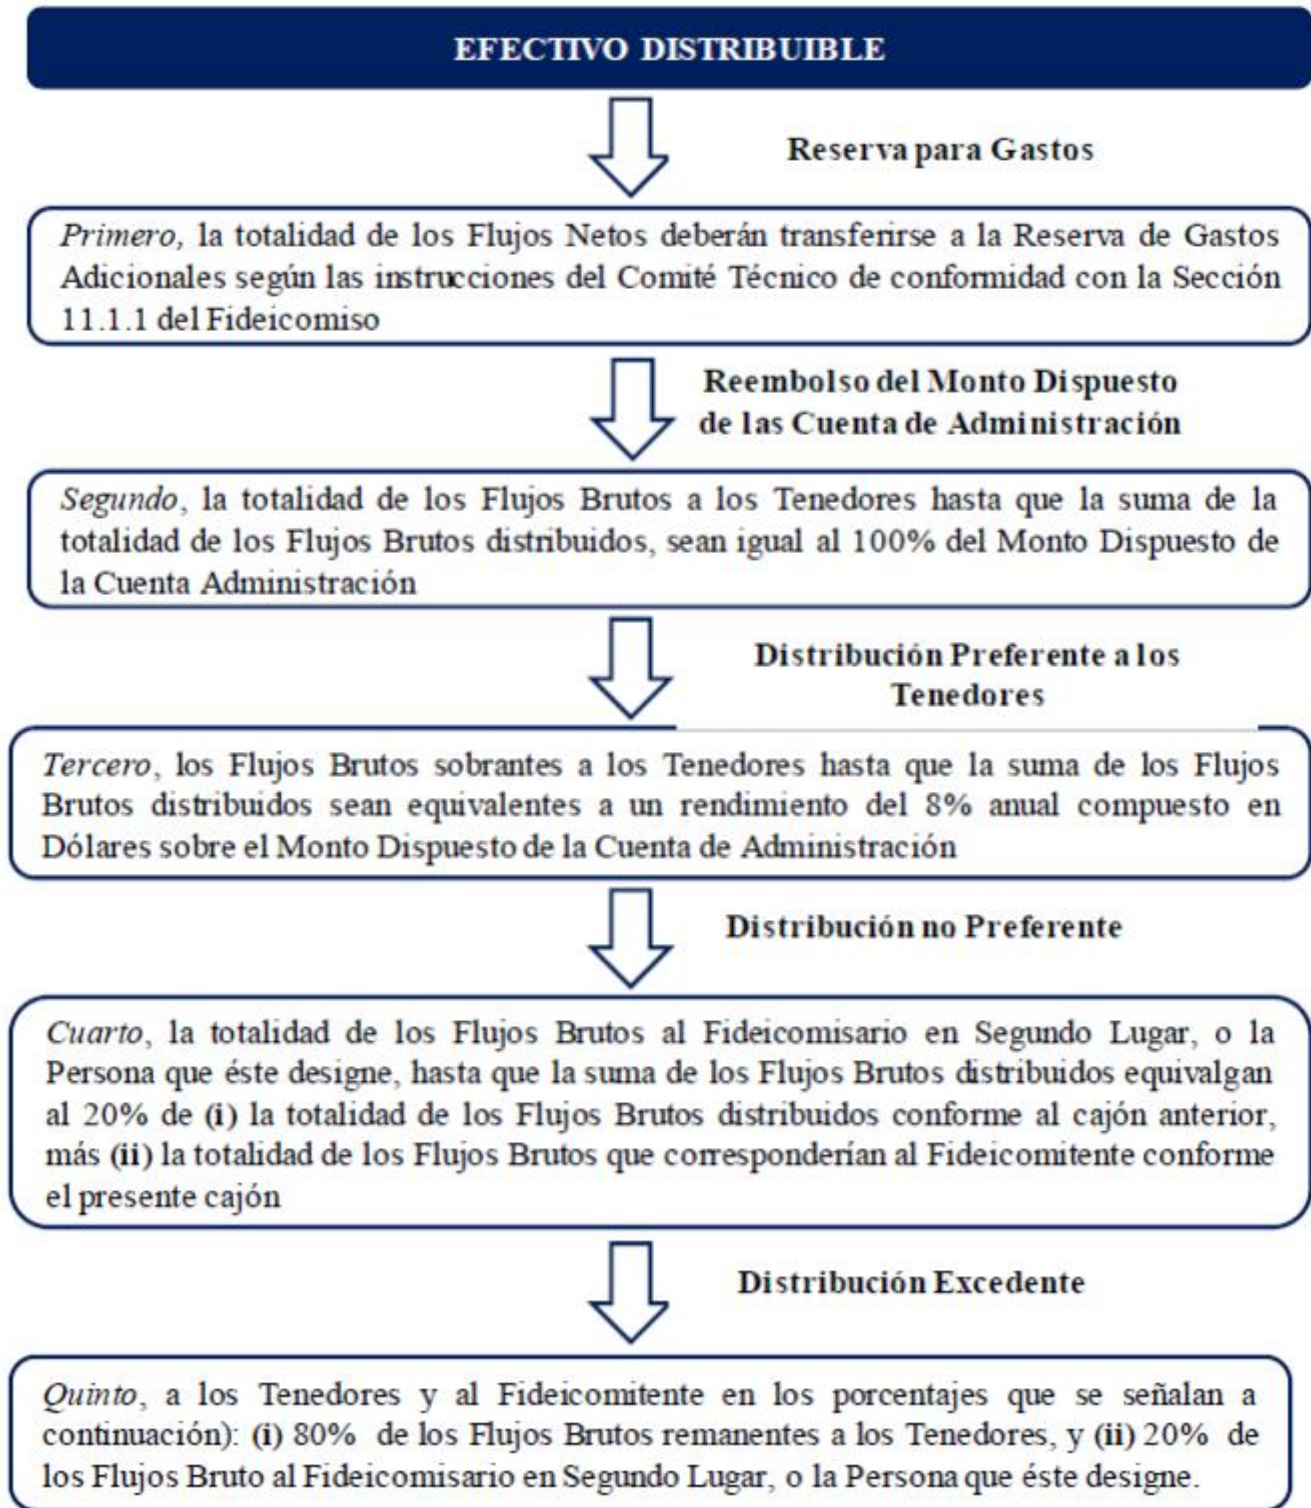 EFECTIVO DISTRIBUIBLE
Reserva para Gastos
Primero, la totalidad de los Flujos Netos deberán transferirse a la Reserva de Gastos
Adicionales según las instrucciones del Comité Técnico de conformidad con la Sección
11.1.1 del Fideicomiso
Reembolso del Monto Dispuesto
de las Cuenta de Administración
Segundo, la totalidad de los Flujos Brutos a los Tenedores hasta que la suma de la
totalidad de los Flujos Brutos distribuidos, sean igual al 100% del Monto Dispuesto de
la Cuenta Administración
Distribución Preferente a los
Tenedores
Tercero, los Flujos Brutos sobrantes a los Tenedores hasta que la suma de los Flujos
Brutos distribuidos sean equivalentes a un rendimiento del 8% anual compuesto en
Dólares sobre el Monto Dispuesto de la Cuenta de Administración
Distribución no Preferente
Cuarto, la totalidad de los Flujos Brutos al Fideicomisario en Segundo Lugar, o la
Persona que éste designe, hasta que la suma de los Flujos Brutos distribuidos equivalgan
al 20% de (i) la totalidad de los Flujos Brutos distribuidos conforme al cajón anterior,
más (ii) la totalidad de los Flujos Brutos que corresponderían al Fideicomitente conforme
el presente cajón
Distribución Excedente
Quinto, a los Tenedores y al Fideicomitente en los porcentajes que se señalan a
continuación): (i) 80% de los Flujos Brutos remanentes a los Tenedores, y (ii) 20% de
los Flujos Bruto al Fideicomisario en Segundo Lugar, o la Persona que éste designe.